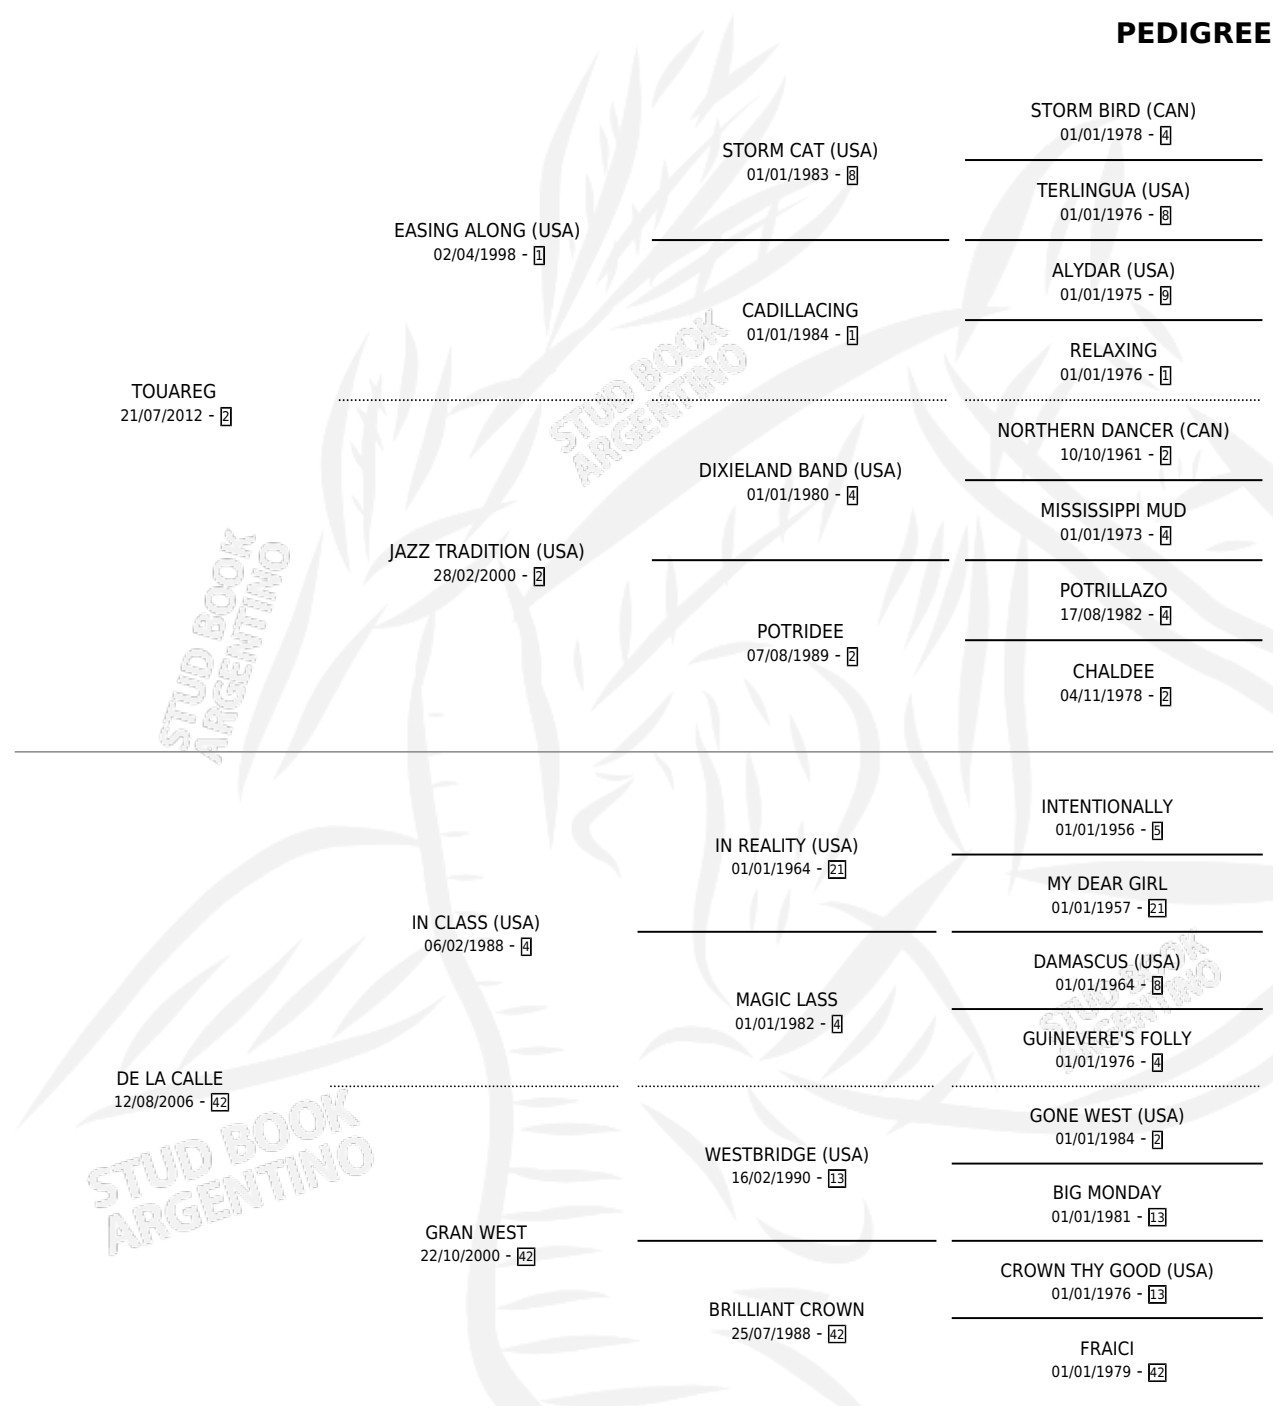 PEDIGREE
STORM BIRD (CAN)
01/01/1978 - 4
STORM CAT (USA)
01/01/1983 - 8
TERLINGUA (USA)
01/01/1976 - 8
EASING ALONG (USA)
02/04/1998 - 1
ALYDAR (USA)
01/01/1975 - 9
CADILLACING
01/01/1984 - 1
RELAXING
01/01/1976 - 1
TOUAREG
21/07/2012 - 2
NORTHERN DANCER (CAN)
10/10/1961 - 2
DIXIELAND BAND (USA)
01/01/1980 - 4
MISSISSIPPI MUD
01/01/1973 - 4
JAZZ TRADITION (USA)
28/02/2000 - 2
POTRILLAZO
17/08/1982 - 4
POTRIDEE
07/08/1989 - 2
CHALDEE
04/11/1978 - 2
INTENTIONALLY
01/01/1956 - 5
IN REALITY (USA)
01/01/1964 - 21
MY DEAR GIRL
01/01/1957 - 21
IN CLASS (USA)
06/02/1988 - 4
DAMASCUS (USA)
01/01/1964 - 8
MAGIC LASS
01/01/1982 - 4
GUINEVERE'S FOLLY
01/01/1976 - 4
DE LA CALLE
12/08/2006 - 42
GONE WEST (USA)
01/01/1984 - 2
WESTBRIDGE (USA)
16/02/1990 - 13
BIG MONDAY
01/01/1981 - 13
GRAN WEST
22/10/2000 - 42
CROWN THY GOOD (USA)
01/01/1976 - 13
BRILLIANT CROWN
25/07/1988 - 42
FRAICI
01/01/1979 - 42
STUD BOOK
ARGENTINO
STUD BOOK
ARGENTINO
STUD BOOK
ARGENTINO
STUD BOOK
ARGENTINO